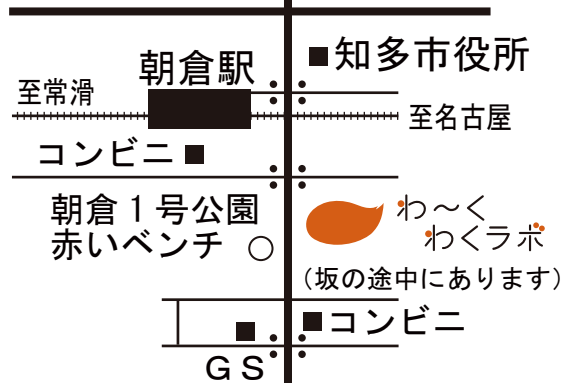 知多市役所
朝倉駅
至常滑
至名古屋
コンビニ
朝倉１号公園
赤いベンチ
わ～く
わくラボ
(坂の途中にあります)
コンビニ
ＧＳ